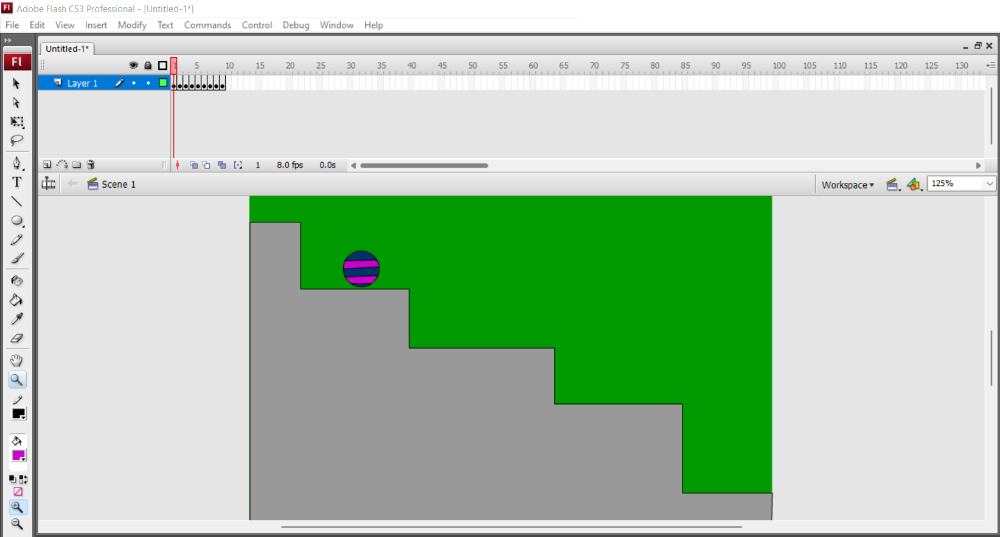 Fl Adobe Flash CS3 Professional - [Untitled-1*]
File Edit View Insert Modify Text Commands Control Debug Window Help
Untitled-1*
Fl
1 5 10 15 20 25 30 35 40 45 50 55 60 65 70 75 80 85 90 95 100 105 110 115 120 125 130
Layer 1
1 8.0 fps 0.0s
T
Scene 1 Workspace 125%